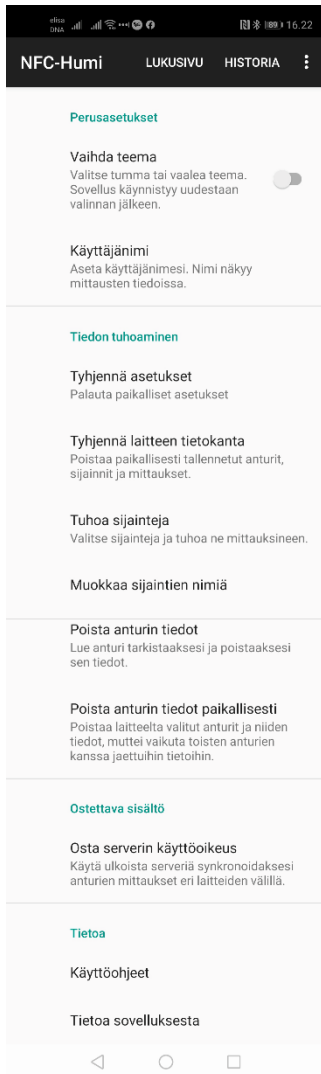 elisa
DNA
89
16.22
NFC-Humi LUKUSIVU HISTORIA
Perusasetukset
Vaihda teema
Valitse tumma tai vaalea teema.
Sovellus käynnistyy uudestaan
valinnan jälkeen.
Käyttäjänimi
Aseta käyttäjänimesi. Nimi näkyy
mittausten tiedoissa.
Tiedon tuhoaminen
Tyhjennä asetukset
Palauta paikalliset asetukset
Tyhjennä laitteen tietokanta
Poistaa paikallisesti tallennetut anturit,
sijainnit ja mittaukset.
Tuhoa sijainteja
Valitse sijainteja ja tuhoa ne mittauksineen.
Muokkaa sijaintien nimiä
Poista anturin tiedot
Lue anturi tarkistaaksesi ja poistaaksesi
sen tiedot.
Poista anturin tiedot paikallisesti
Poistaa laitteelta valitut anturit ja niiden
tiedot, muttei vaikuta toisten anturien
kanssa jaettuihin tietoihin.
Ostettava sisältö
Osta serverin käyttöoikeus
Käytä ulkoista serveriä synkronoidaksesi
anturien mittaukset eri laitteiden välillä.
Tietoa
Käyttöohjeet
Tietoa sovelluksesta